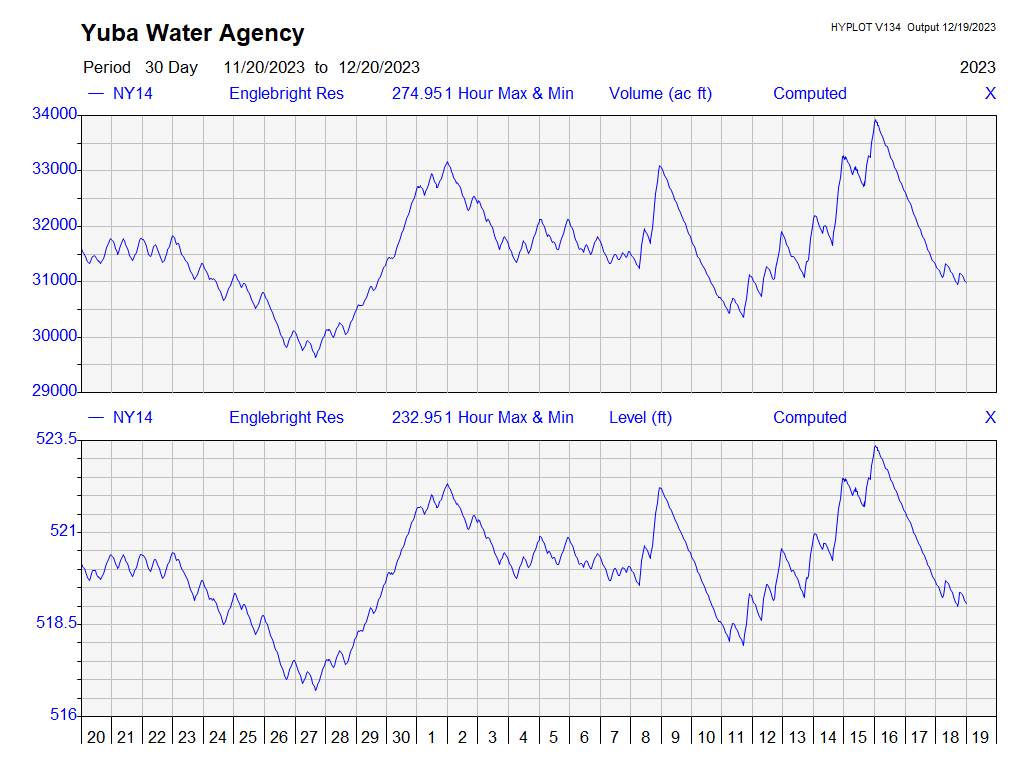 Yuba Water Agency
HYPLOT V134 Output 12/19/2023
Period 30 Day 11/20/2023 to 12/20/2023
2023
NY14 Englebright Res 274.951 Hour Max & Min Volume (ac ft) Computed X
34000
33000
32000
31000
30000
29000
NY14 Englebright Res 232.951 Hour Max & Min Level (ft) Computed X
523.5
521
518.5
516
20 21 22 23 24 25 26 27 28 29 30 1 2 3 4 5 6 7 8 9 10 11 12 13 14 15 16 17 18 19